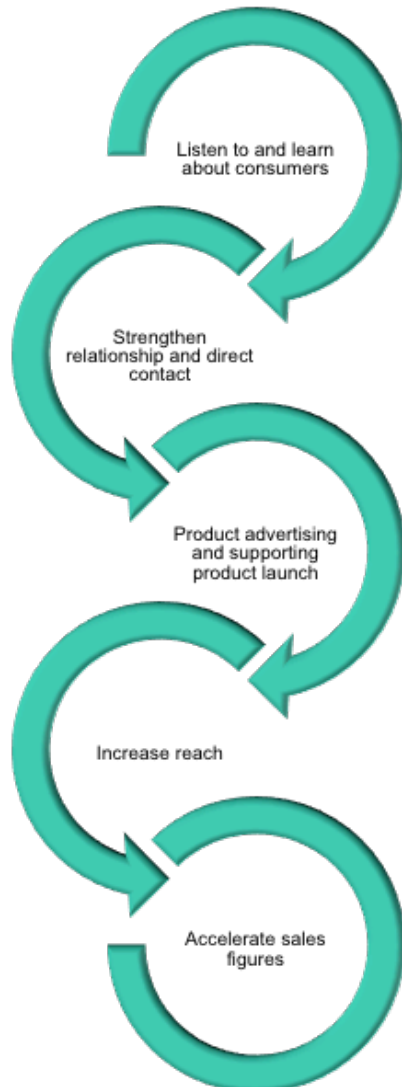 Listen to and learn
about consumers
Strengthen
relationship and direct
contact
Product advertising
and supporting
product launch
Increase reach
Accelerate sales
figures